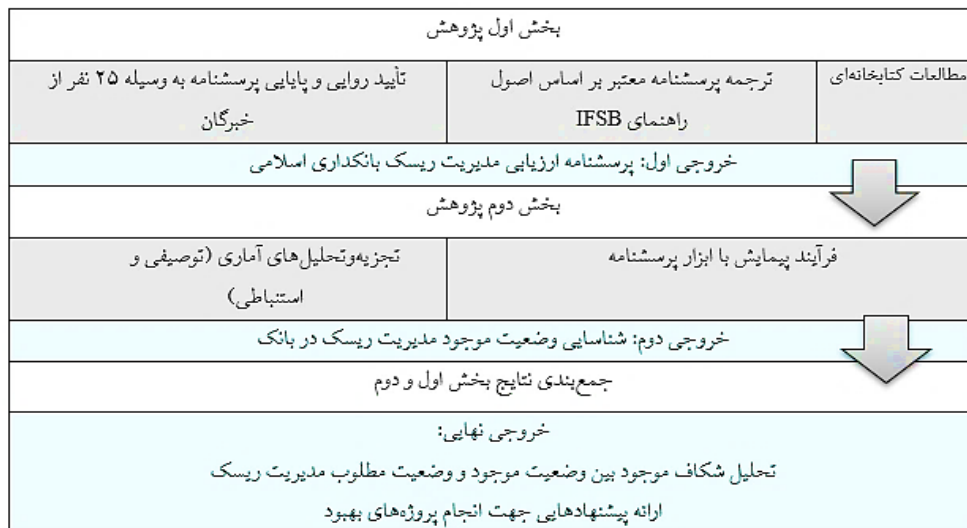 بخش اول پژوهش
مطالعات کتابخانه‌ای
ترجمه پرسشنامه معتبر بر اساس اصول
راهنمای IFSB
تأیید روایی و پایایی پرسشنامه به وسیله ۲۵ نفر از
خبرگان
خروجی اول: پرسشنامه ارزیابی مدیریت ریسک بانکداری اسلامی
بخش دوم پژوهش
فرآیند پیمایش با ابزار پرسشنامه
تجزیه‌وتحلیل‌های آماری (توصیفی و
استنباطی)
خروجی دوم: شناسایی وضعیت موجود مدیریت ریسک در بانک
جمع‌بندی نتایج بخش اول و دوم
خروجی نهایی:
تحلیل شکاف موجود بین وضعیت موجود و وضعیت مطلوب مدیریت ریسک
ارائه پیشنهادهایی جهت انجام پروژه‌های بهبود